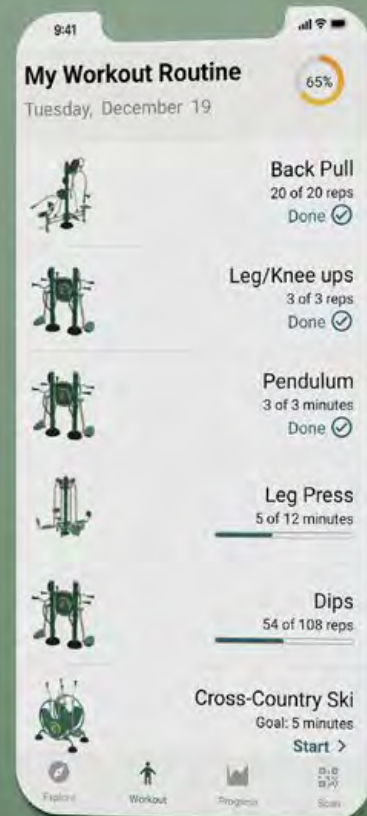 9:41
My Workout Routine
65%
Tuesday, December 19
Back Pull
20 of 20 reps
Done
Leg/Knee ups
3 of 3 reps
Done
Pendulum
3 of 3 minutes
Done
Leg Press
5 of 12 minutes
Dips
54 of 108 reps
Cross-Country Ski
Goal: 5 minutes
Start >
Explore
Workout
Progress
Scan